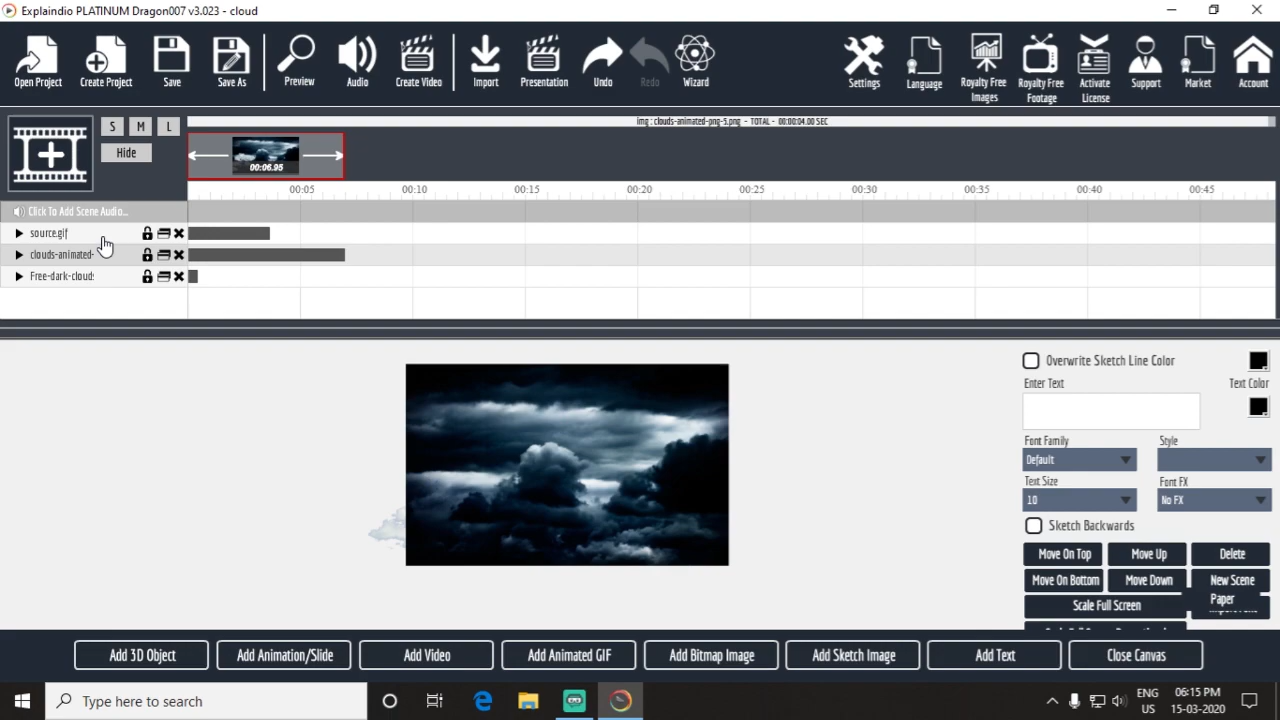 Explaindio PLATINUM Dragon007 v3.023 - cloud
Open Project
Create Project
Save
Save As
Preview
Audio
Create Video
Import
Presentation
Undo
Redo
Wizard
Settings
Language
Royalty Free Images
Royalty Free Footage
Activate License
Support
Market
Account
S M L
Hide
img : clouds-animated-png-5.png - TOTAL - 00:00:04.00 SEC
00:06.95
00:05 00:10 00:15 00:20 00:25 00:30 00:35 00:40 00:45
Click To Add Scene Audio...
source.gif
clouds-animated-
Free-dark-cloud:
Overwrite Sketch Line Color
Enter Text
Text Color
Font Family
Style
Default
Text Size
Font FX
10
No FX
Sketch Backwards
Move On Top
Move Up
Delete
Move On Bottom
Move Down
New Scene
Paper
Scale Full Screen
Add 3D Object
Add Animation/Slide
Add Video
Add Animated GIF
Add Bitmap Image
Add Sketch Image
Add Text
Close Canvas
Type here to search
ENG
US
06:15 PM
15-03-2020